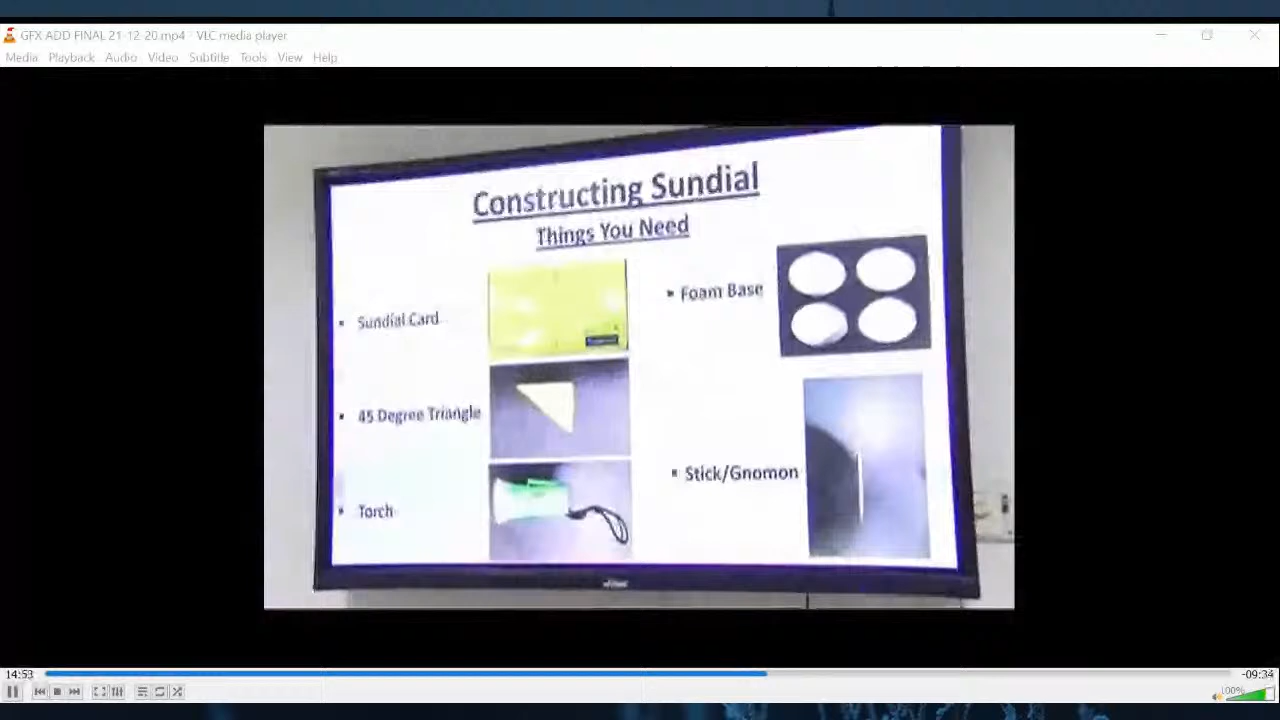 GFX ADD FINAL 21-12-20.mp4 - VLC media player
Media Playback Audio Video Subtitle Tools View Help
Constructing Sundial
Things You Need
▪ Sundial Card
▪ 45 Degree Triangle
▪ Torch
▪ Foam Base
▪ Stick/Gnomon
14:53
-09:34
100%